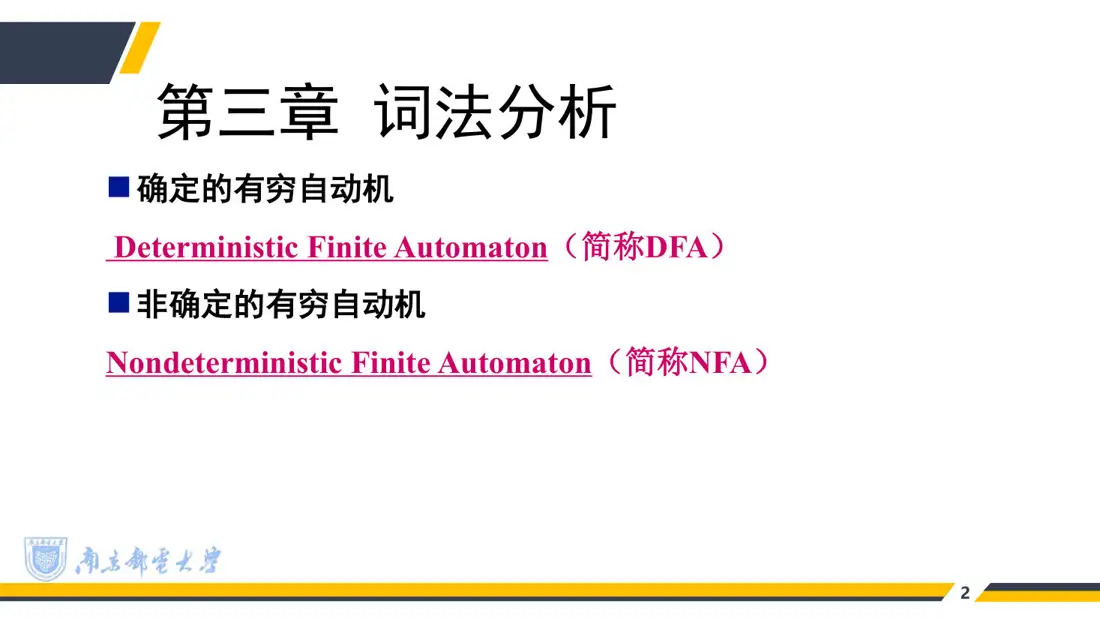 第三章 词法分析
确定的有穷自动机
Deterministic Finite Automaton（简称DFA）
非确定的有穷自动机
Nondeterministic Finite Automaton（简称NFA）
南京邮电大学
2